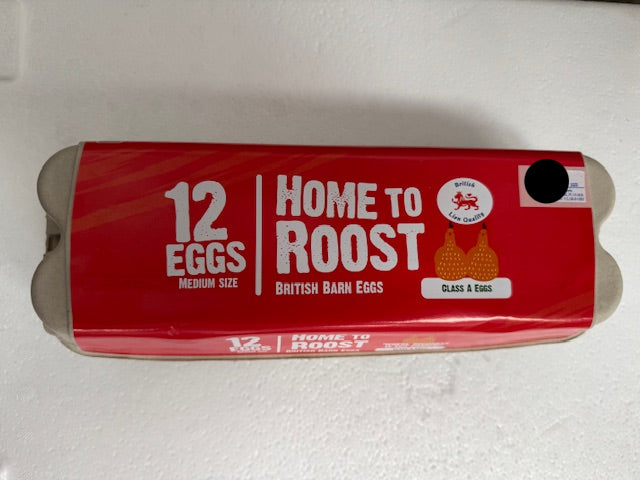 12
EGGS
MEDIUM SIZE
HOME TO
ROOST
BRITISH BARN EGGS
British
Lion Quality
CLASS A EGGS
12
EGGS
HOME TO
ROOST
BRITISH BARN EGGS